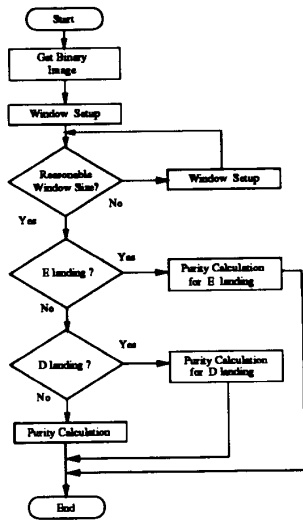 Start
Get Binary
Image
Window Setup
Reasonable
Window Size?
No
Window Setup
Yes
E landing ?
Yes
Purity Calculation
for E landing
No
D landing ?
Yes
Purity Calculation
for D landing
No
Purity Calculation
End